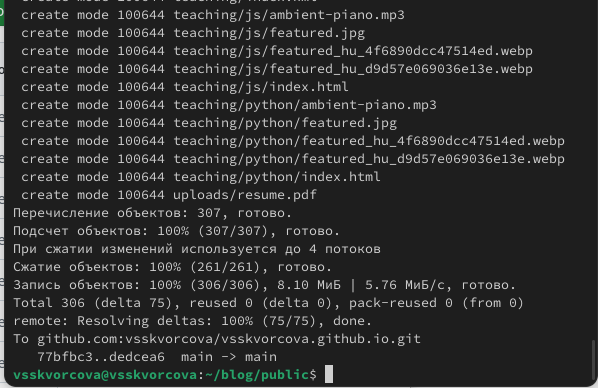 create mode 100644 teaching/js/ambient-piano.mp3
create mode 100644 teaching/js/featured.jpg
create mode 100644 teaching/js/featured_hu_4f6890dcc47514ed.webp
create mode 100644 teaching/js/featured_hu_d9d57e069036e13e.webp
create mode 100644 teaching/js/index.html
create mode 100644 teaching/python/ambient-piano.mp3
create mode 100644 teaching/python/featured.jpg
create mode 100644 teaching/python/featured_hu_4f6890dcc47514ed.webp
create mode 100644 teaching/python/featured_hu_d9d57e069036e13e.webp
create mode 100644 teaching/python/index.html
create mode 100644 uploads/resume.pdf
Перечисление объектов: 307, готово.
Подсчет объектов: 100% (307/307), готово.
При сжатии изменений используется до 4 потоков
Сжатие объектов: 100% (261/261), готово.
Запись объектов: 100% (306/306), 8.10 МиБ | 5.76 МиБ/с, готово.
Total 306 (delta 75), reused 0 (delta 0), pack-reused 0 (from 0)
remote: Resolving deltas: 100% (75/75), done.
To github.com:vsskvorcova/vsskvorcova.github.io.git
77bfbc3..dedcea6  main -> main
vsskvorcova@vsskvorcova:~/blog/public$